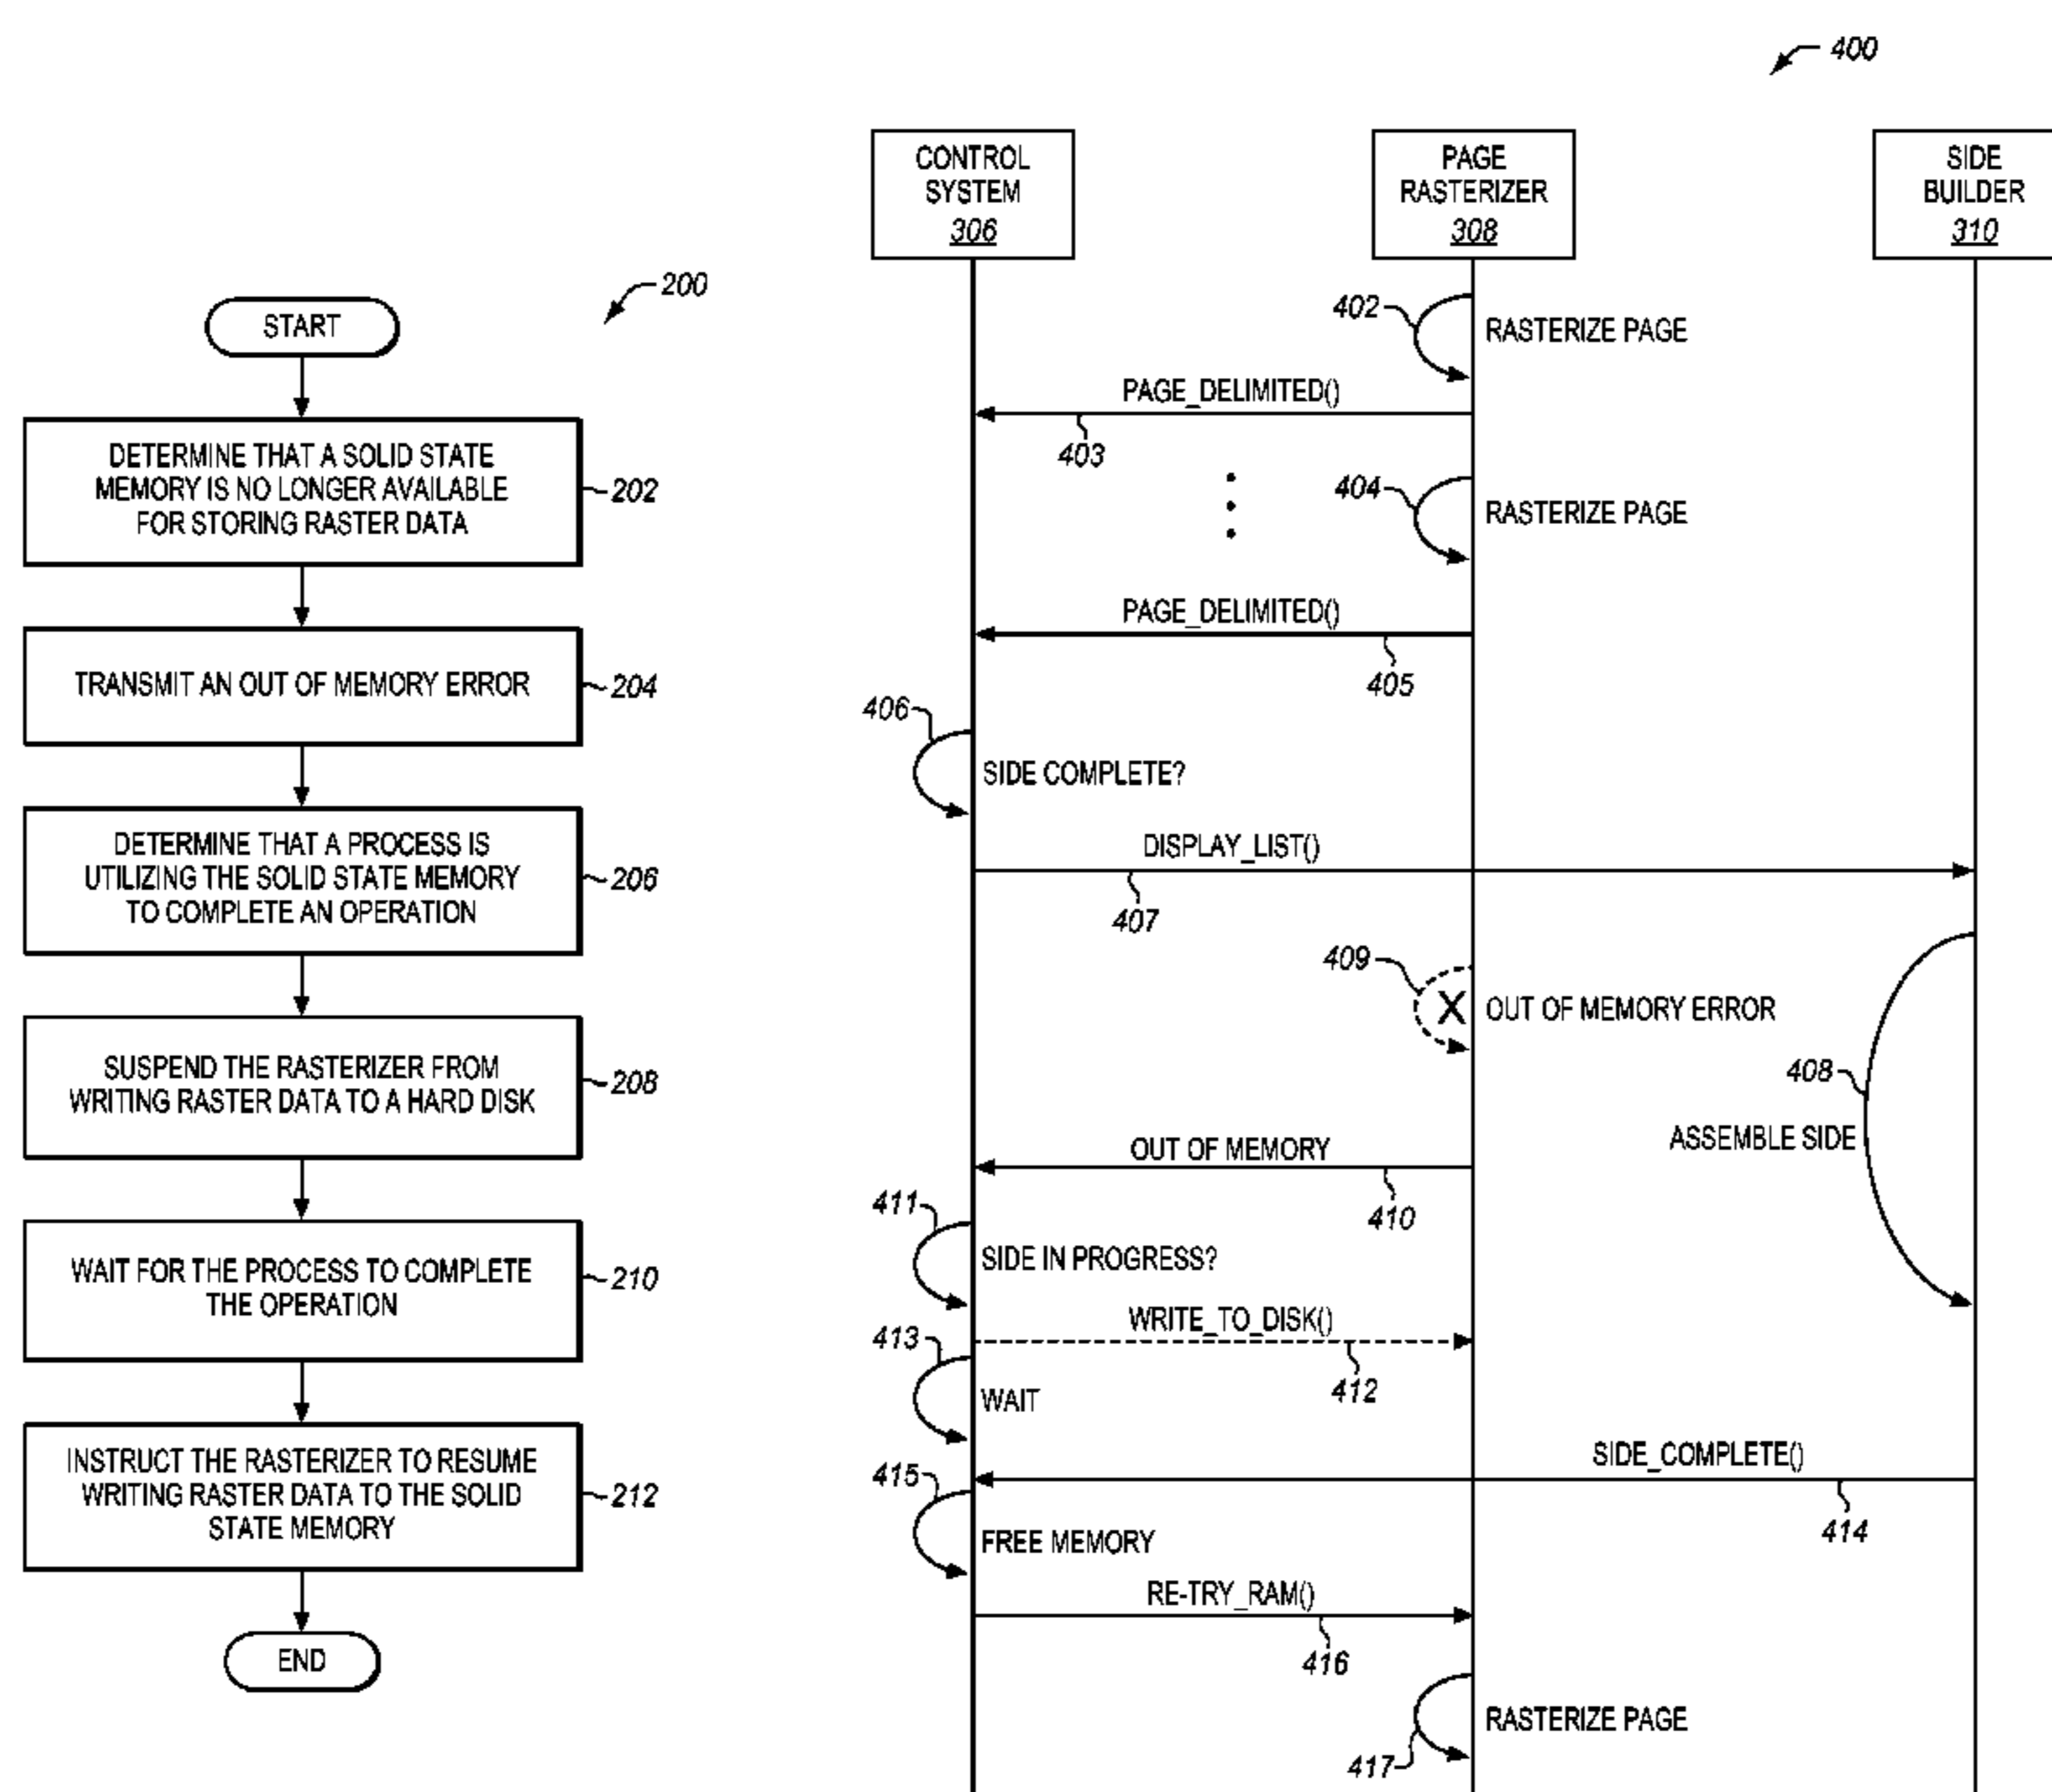 200
START
DETERMINE THAT A SOLID STATE
MEMORY IS NO LONGER AVAILABLE
FOR STORING RASTER DATA
202
TRANSMIT AN OUT OF MEMORY ERROR
204
DETERMINE THAT A PROCESS IS
UTILIZING THE SOLID STATE MEMORY
TO COMPLETE AN OPERATION
206
SUSPEND THE RASTERIZER FROM
WRITING RASTER DATA TO A HARD DISK
208
WAIT FOR THE PROCESS TO COMPLETE
THE OPERATION
210
INSTRUCT THE RASTERIZER TO RESUME
WRITING RASTER DATA TO THE SOLID
STATE MEMORY
212
END
400
CONTROL
SYSTEM
306
PAGE
RASTERIZER
308
SIDE
BUILDER
310
402
RASTERIZE PAGE
PAGE_DELIMITED()
403
404
RASTERIZE PAGE
PAGE_DELIMITED()
405
406
SIDE COMPLETE?
DISPLAY_LIST()
407
409
X
OUT OF MEMORY ERROR
408
ASSEMBLE SIDE
OUT OF MEMORY
410
411
SIDE IN PROGRESS?
WRITE_TO_DISK()
412
413
WAIT
SIDE_COMPLETE()
414
415
FREE MEMORY
RE-TRY_RAM()
416
RASTERIZE PAGE
417